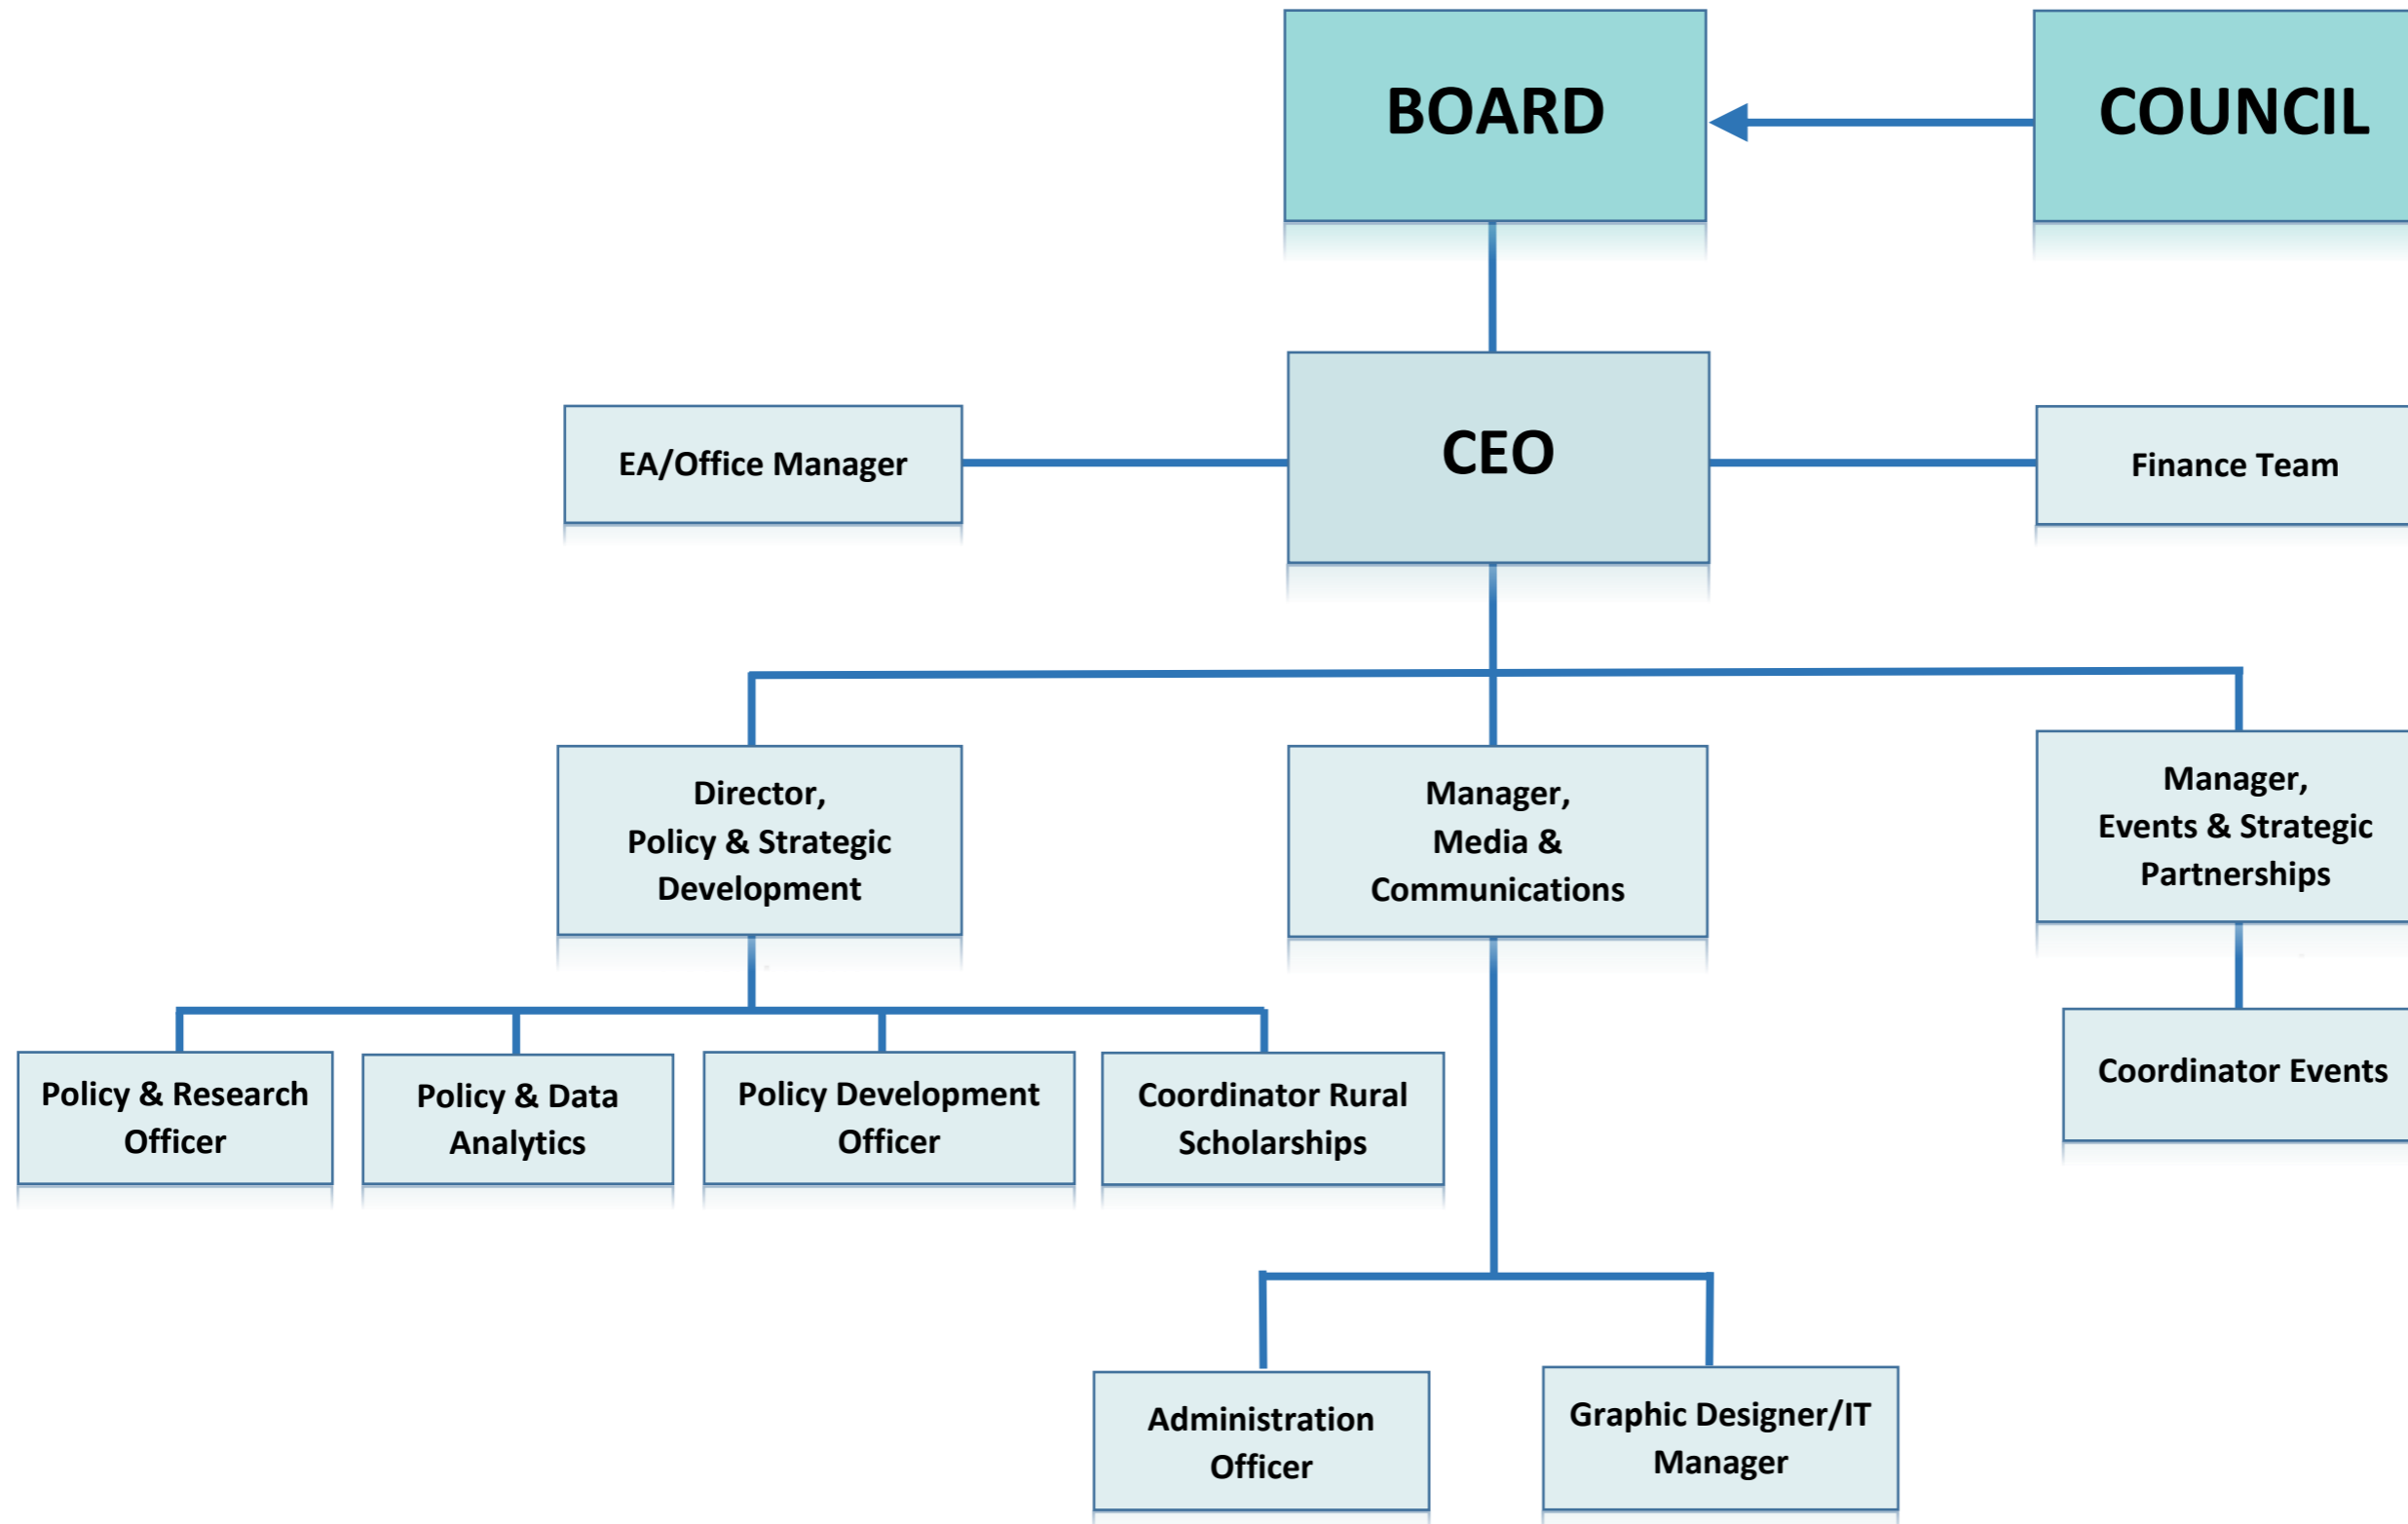 BOARD
COUNCIL
EA/Office Manager
CEO
Finance Team
Director,
Policy & Strategic
Development
Manager,
Media &
Communications
Manager,
Events & Strategic
Partnerships
Policy & Research
Officer
Policy & Data
Analytics
Policy Development
Officer
Coordinator Rural
Scholarships
Coordinator Events
Administration
Officer
Graphic Designer/IT
Manager